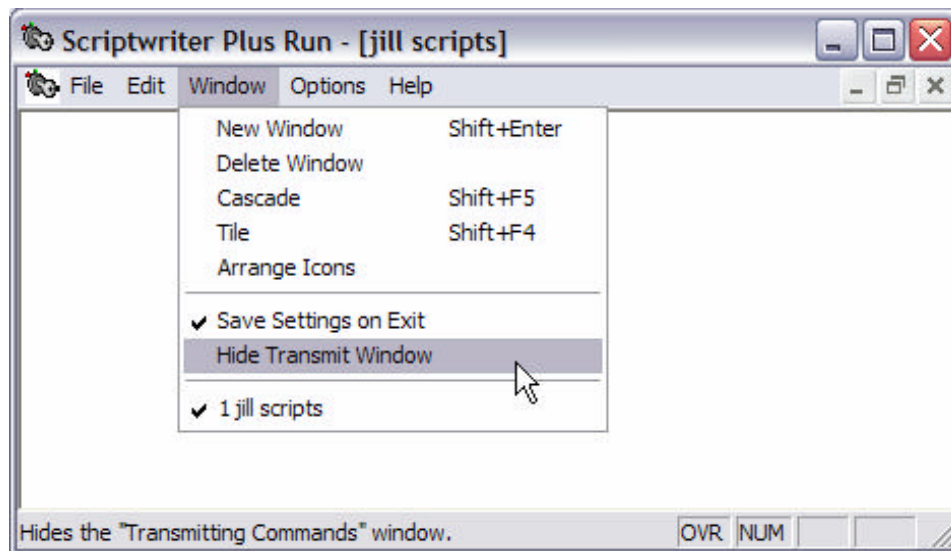 Scriptwriter Plus Run - [jill scripts]
File Edit Window Options Help
New Window Shift+Enter
Delete Window
Cascade Shift+F5
Tile Shift+F4
Arrange Icons
Save Settings on Exit
Hide Transmit Window
1 jill scripts
Hides the "Transmitting Commands" window. OVR NUM